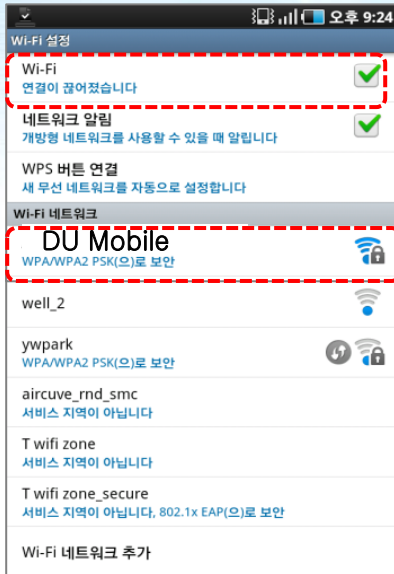 오후 9:24
Wi-Fi 설정
Wi-Fi
연결이 끊어졌습니다
네트워크 알림
개방형 네트워크를 사용할 수 있을 때 알립니다
WPS 버튼 연결
새 무선 네트워크를 자동으로 설정합니다
Wi-Fi 네트워크
DU Mobile
WPA/WPA2 PSK(으)로 보안
well_2
ywpark
WPA/WPA2 PSK(으)로 보안
aircuve_rnd_smc
서비스 지역이 아닙니다
T wifi zone
서비스 지역이 아닙니다
T wifi zone_secure
서비스 지역이 아닙니다, 802.1x EAP(으)로 보안
Wi-Fi 네트워크 추가